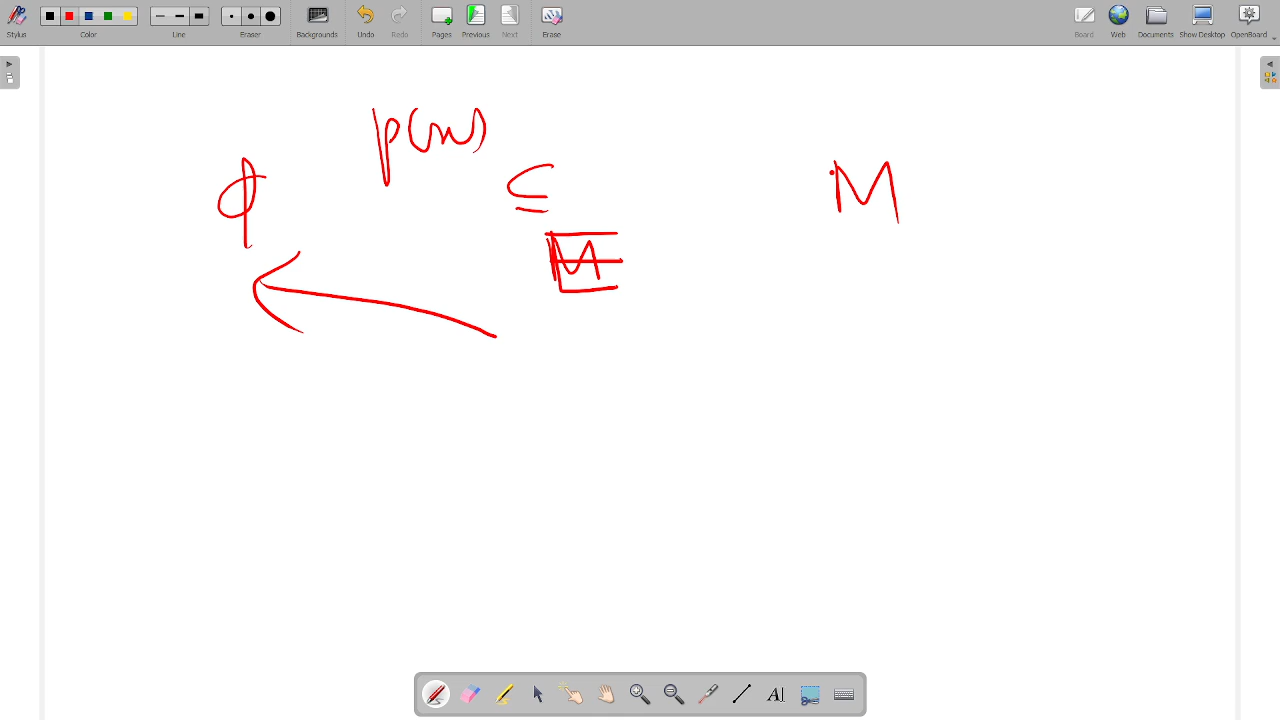 Stylus Color Line Eraser Backgrounds Undo Redo Pages Previous Next Erase Board Web Documents Show Desktop OpenBoard
p(m)
ϕ ⊆ M
M